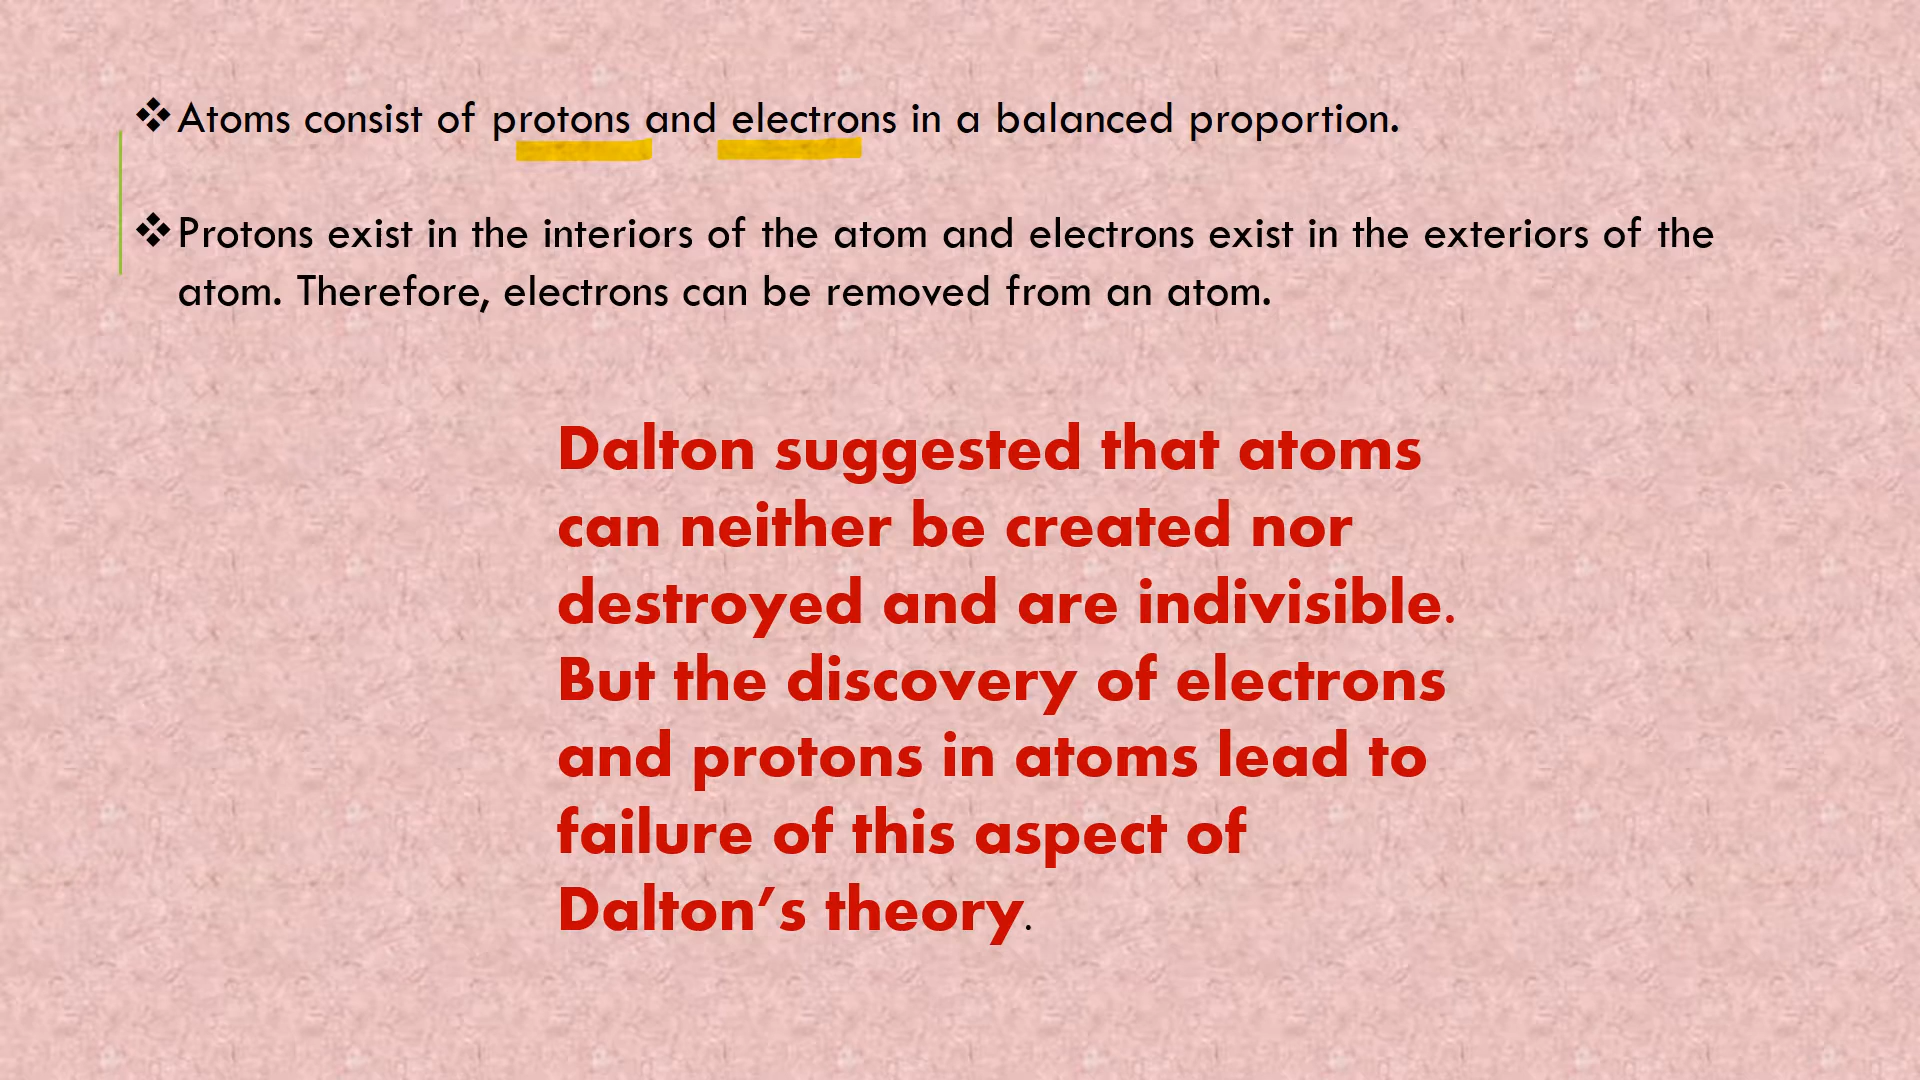 ❖Atoms consist of protons and electrons in a balanced proportion.
❖Protons exist in the interiors of the atom and electrons exist in the exteriors of the
atom. Therefore, electrons can be removed from an atom.
Dalton suggested that atoms
can neither be created nor
destroyed and are indivisible.
But the discovery of electrons
and protons in atoms lead to
failure of this aspect of
Dalton’s theory.